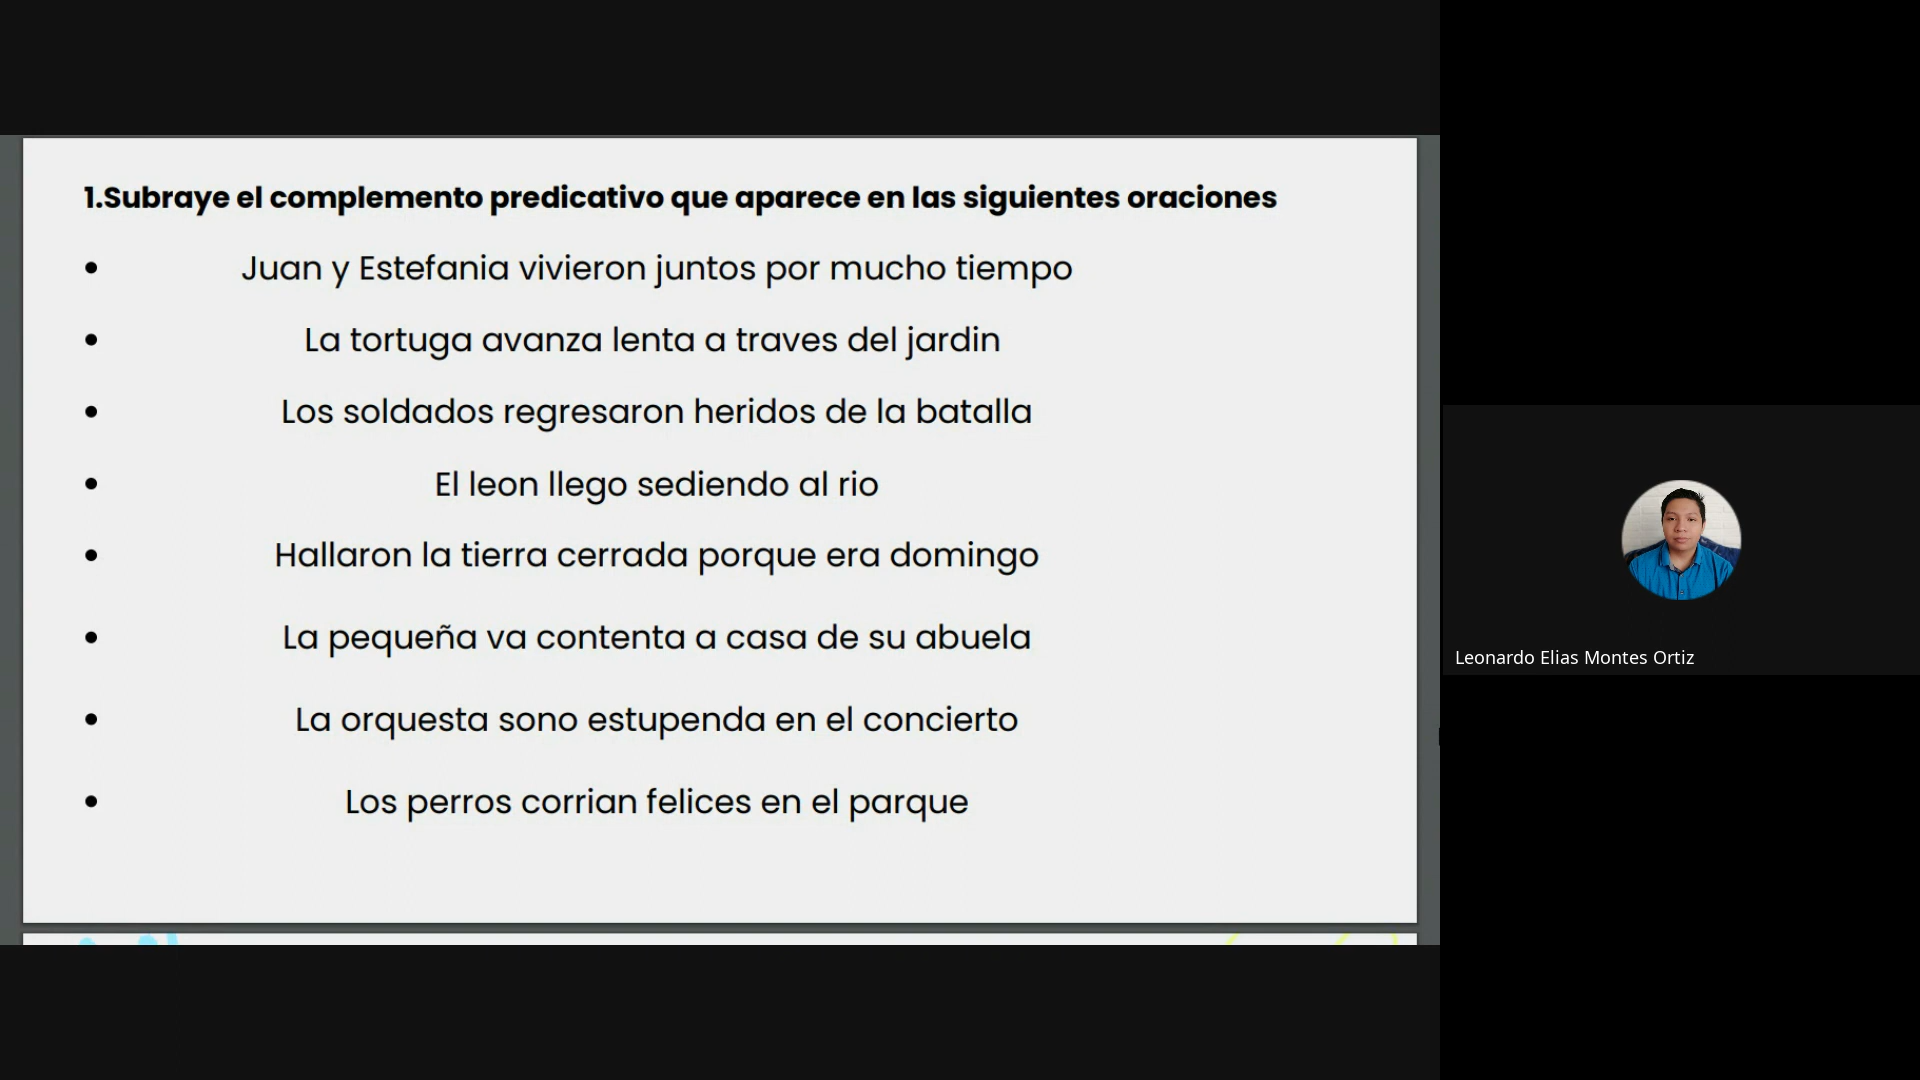 1.Subraye el complemento predicativo que aparece en las siguientes oraciones
• Juan y Estefania vivieron juntos por mucho tiempo
• La tortuga avanza lenta a traves del jardin
• Los soldados regresaron heridos de la batalla
• El leon llego sediendo al rio
• Hallaron la tierra cerrada porque era domingo
• La pequeña va contenta a casa de su abuela
• La orquesta sono estupenda en el concierto
• Los perros corrian felices en el parque
Leonardo Elias Montes Ortiz